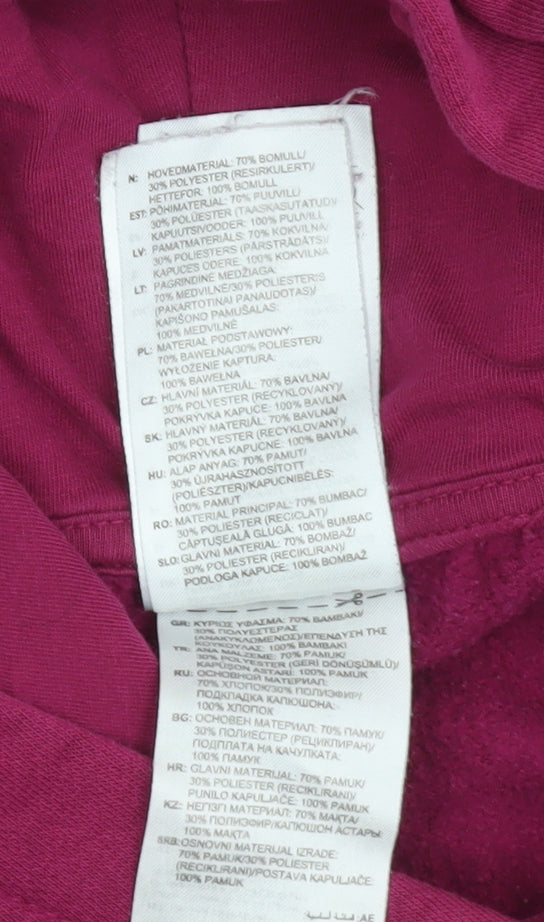 N: HOVEDMATERIAL: 70% BOMULL/
30% POLYESTER (RESIRKULERT)/
HETTEFOR: 100% BOMULL
EST: PÕHIMATERJAL: 70% PUUVILL/
30% POLÜESTER (TAASKASUTATUD)/
KAPUUTSIVOODER: 100% PUUVILL
LV: PAMATMATERIĀLS: 70% KOKVILNA/
30% POLIESTERS (PĀRSTRĀDĀTS)/
KAPUCES ODERE: 100% KOKVILNA
LT: PAGRINDINĖ MEDŽIAGA:
70% MEDVILNĖ/30% POLIESTERIS
(PAKARTOTINAI PANAUDOTAS)/
KAPIŠONO PAMUŠALAS:
100% MEDVILNĖ
PL: MATERIAŁ PODSTAWOWY:
70% BAWEŁNA/30% POLIESTER/
WYŁOŻENIE KAPTURA:
100% BAWEŁNA
CZ: HLAVNÍ MATERIÁL: 70% BAVLNA/
30% POLYESTER (RECYKLOVANÝ)/
POKRÝVKA KAPUCE: 100% BAVLNA
SK: HLAVNÝ MATERIÁL: 70% BAVLNA/
30% POLYESTER (RECYKLOVANÝ)/
POKRÝVKA KAPUCNE: 100% BAVLNA
HU: ALAP ANYAG: 70% PAMUT/
30% ÚJRAHASZNOSÍTOTT
(POLIÉSZTER)/KAPUCNIBÉLÉS:
100% PAMUT
RO: MATERIAL PRINCIPAL: 70% BUMBAC/
30% POLIESTER (RECICLAT)/
CĂPTUŞEALĂ GLUGĂ: 100% BUMBAC
SLO: GLAVNI MATERIAL: 70% BOMBAŽ/
30% POLIESTER (RECIKLIRAN)/
PODLOGA KAPUCE: 100% BOMBAŽ
GR: ΚΥΡΙΩΣ ΥΦΑΣΜΑ: 70% ΒΑΜΒΑΚΙ/
30% ΠΟΛΥΕΣΤΕΡΑΣ
(ΑΝΑΚΥΚΛΩΜΕΝΟΣ)/ΕΠΕΝΔΥΣΗ ΤΗΣ
ΚΟΥΚΟΥΛΑΣ: 100% ΒΑΜΒΑΚΙ
TR: ANA MALZEME: 70% PAMUK/
30% POLYESTER (GERİ DÖNÜŞÜMLÜ)/
KAPÜŞON ASTARI: 100% PAMUK
RU: ОСНОВНОЙ МАТЕРИАЛ:
70% ХЛОПОК/30% ПОЛИЭФИР/
ПОДКЛАДКА КАПЮШОНА:
100% ХЛОПОК
BG: ОСНОВЕН МАТЕРИАЛ: 70% ПАМУК/
30% ПОЛИЕСТЕР (РЕЦИКЛИРАН)/
ПОДПЛАТА НА КАЧУЛКАТА:
100% ПАМУК
HR: GLAVNI MATERIJAL: 70% PAMUK/
30% POLIESTER (RECIKLIRANI)/
PUNILO KAPULJAČE: 100% PAMUK
KZ: НЕГІЗГІ МАТЕРИАЛ: 70% МАҚТА/
30% ПОЛИЭФИР/КАПЮШОН АСТАРЫ:
100% МАҚТА
SRB: OSNOVNI MATERIJAL IZRADE:
70% PAMUK/30% POLIESTER
(RECIKLIRANI)/POSTAVA KAPULJAČE:
100% PAMUK
AE: